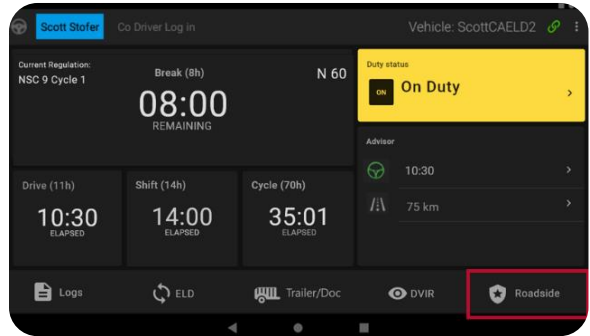 Scott Stofer
Co Driver Log in
Vehicle: ScottCAELD2
Current Regulation:
NSC 9 Cycle 1
Break (8h)
N 60
08:00
REMAINING
Duty status
ON
On Duty
Advisor
10:30
75 km
Drive (11h)
10:30
ELAPSED
Shift (14h)
14:00
ELAPSED
Cycle (70h)
35:01
ELAPSED
Logs
ELD
Trailer/Doc
DVIR
Roadside